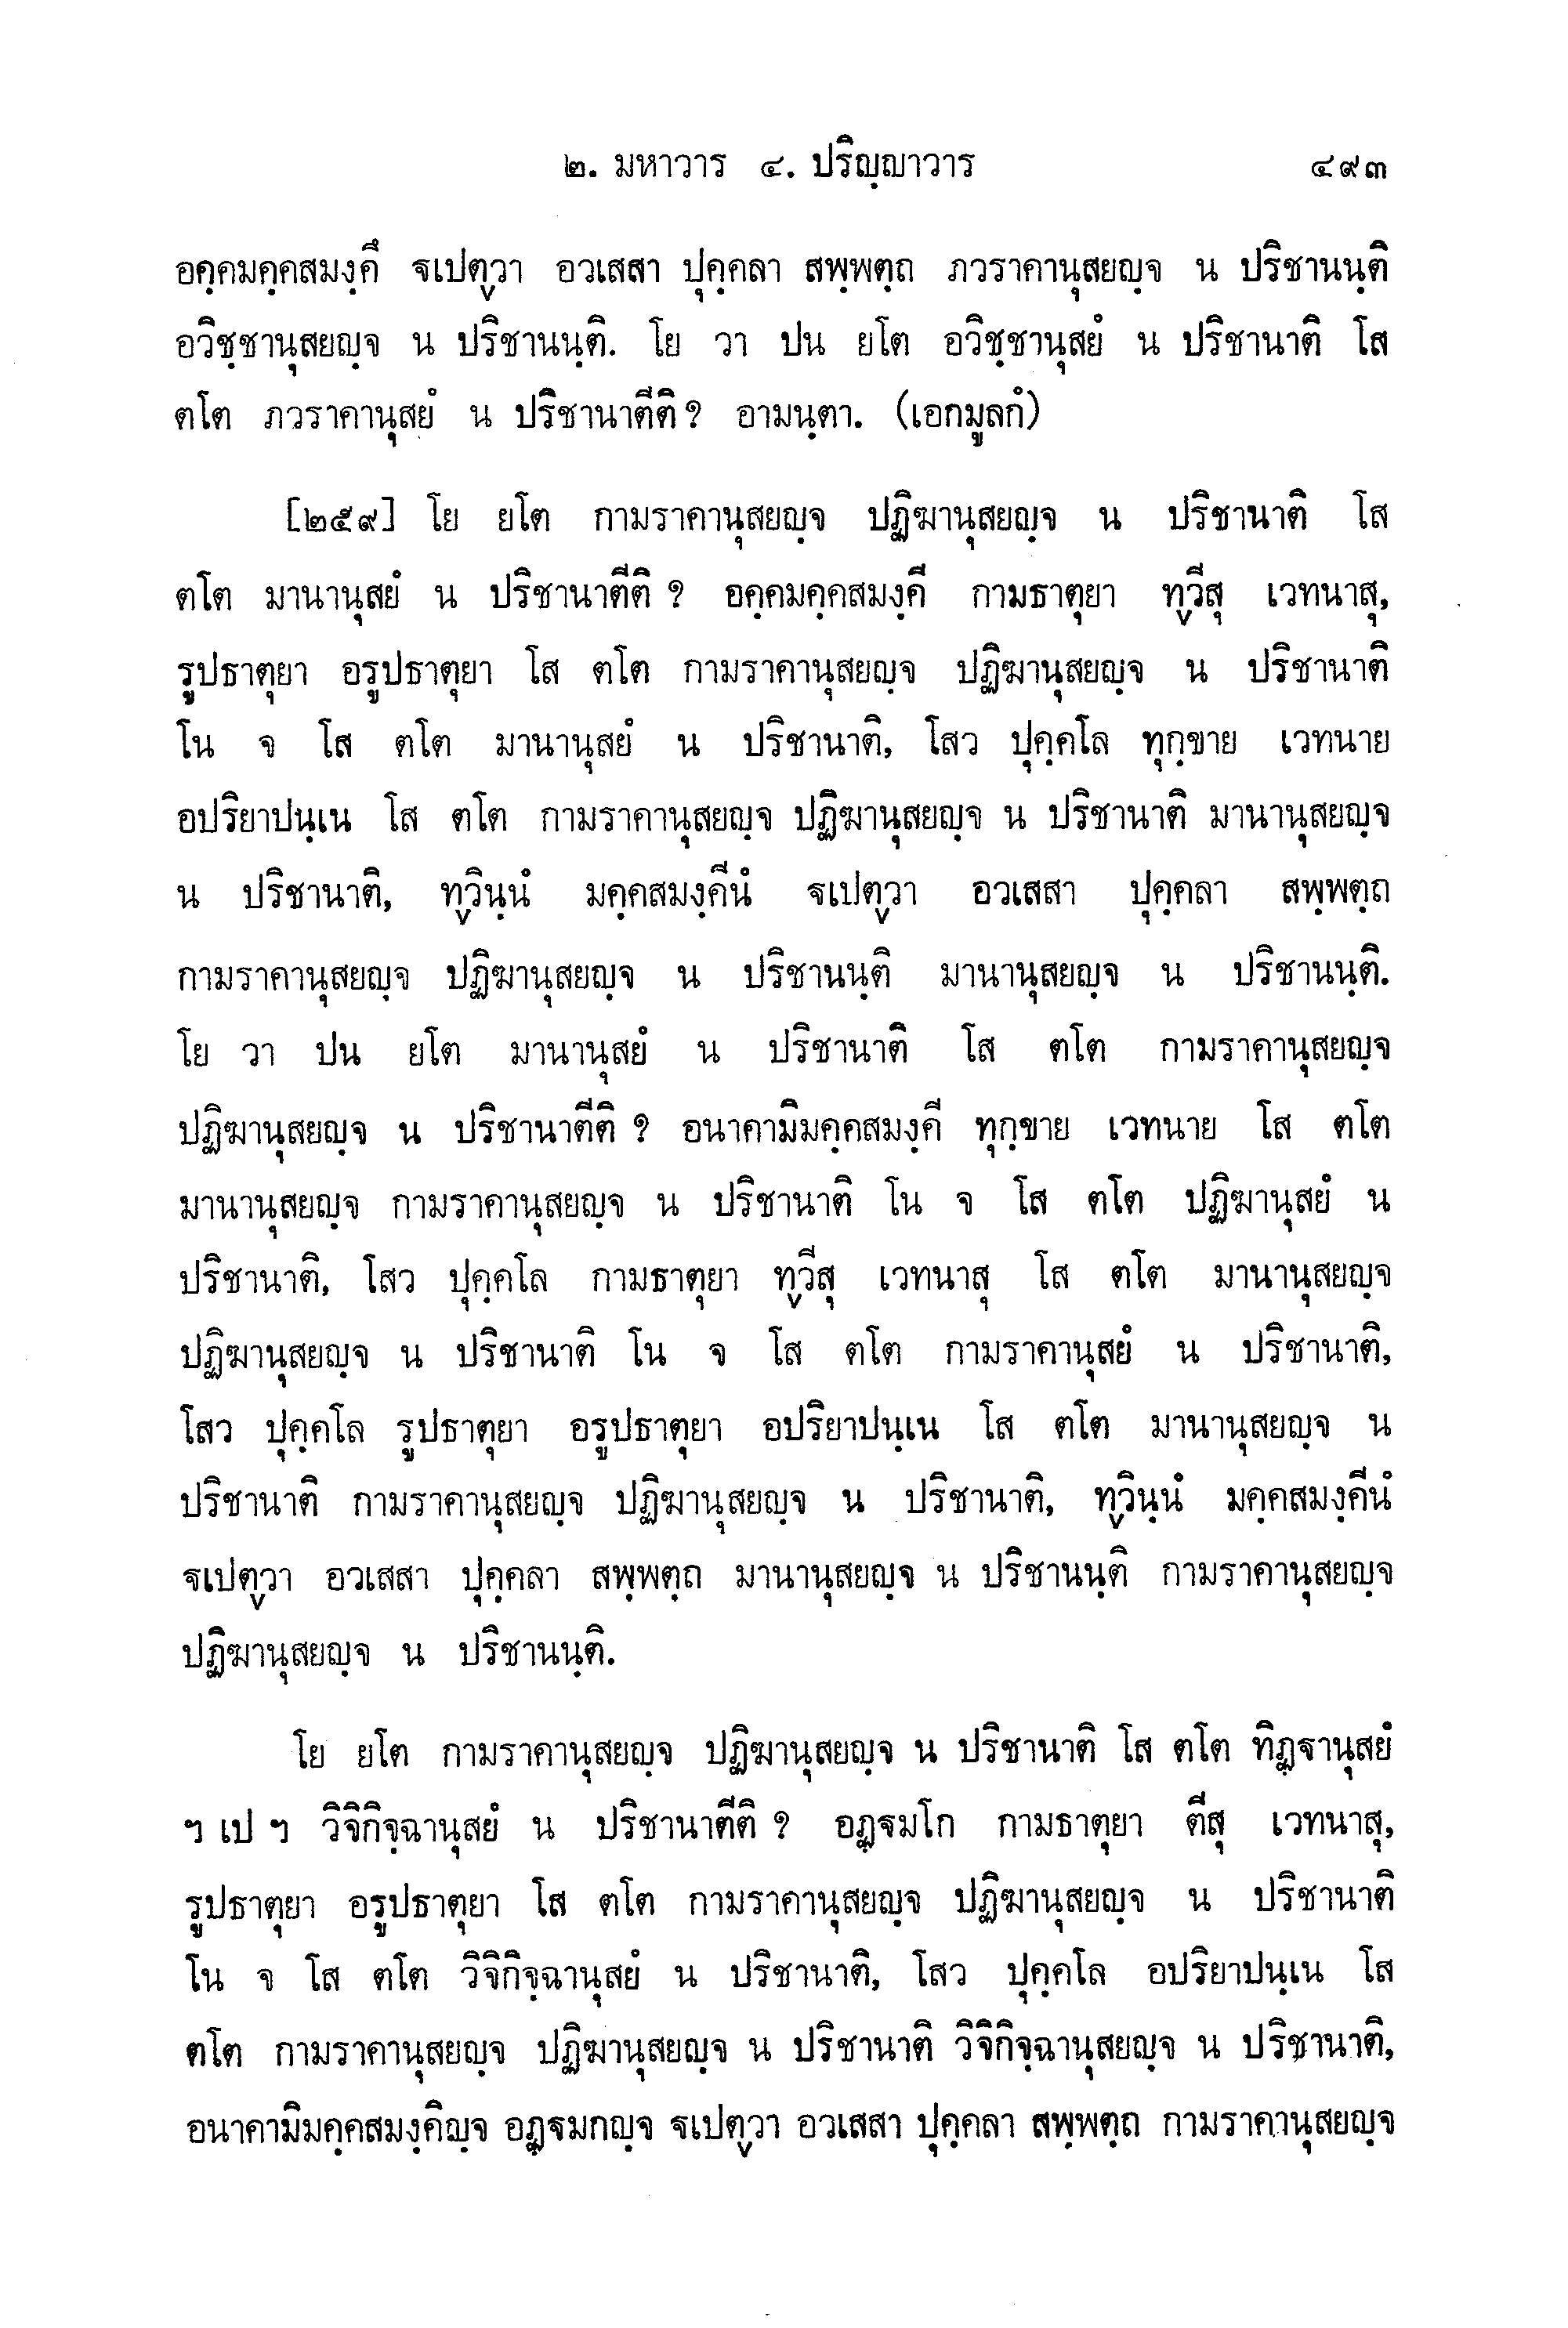 ๒. มหาวาร ๔. ปริญฺญาวาร ๔๙๓
อคฺคมคฺคสมงฺคึ ฐเปตฺวา อวเสสา ปุคฺคลา สพฺพตฺถ ภวราคานุสยญฺจ น ปริชานนฺติ
อวิชฺชานุสยญฺจ น ปริชานนฺติ. โย วา ปน ยโต อวิชฺชานุสยํ น ปริชานาติ โส
ตโต ภวราคานุสยํ น ปริชานาตีติ ? อามนฺตา. (เอกมูลกํ)
[๒๕๙] โย ยโต กามราคานุสยญฺจ ปฏิฆานุสยญฺจ น ปริชานาติ โส
ตโต มานานุสยํ น ปริชานาตีติ ? อคฺคมคฺคสมงฺคี กามธาตุยา ทฺวีสุ เวทนาสุ,
รูปธาตุยา อรูปธาตุยา โส ตโต กามราคานุสยญฺจ ปฏิฆานุสยญฺจ น ปริชานาติ
โน จ โส ตโต มานานุสยํ น ปริชานาติ, โสว ปุคฺคโล ทุกฺขาย เวทนาย
อปริยาปนฺเน โส ตโต กามราคานุสยญฺจ ปฏิฆานุสยญฺจ น ปริชานาติ มานานุสยญฺจ
น ปริชานาติ, ทฺวินฺนํ มคฺคสมงฺคีนํ ฐเปตฺวา อวเสสา ปุคฺคลา สพฺพตฺถ
กามราคานุสยญฺจ ปฏิฆานุสยญฺจ น ปริชานนฺติ มานานุสยญฺจ น ปริชานนฺติ.
โย วา ปน ยโต มานานุสยํ น ปริชานาติ โส ตโต กามราคานุสยญฺจ
ปฏิฆานุสยญฺจ น ปริชานาตีติ ? อนาคามิมคฺคสมงฺคี ทุกฺขาย เวทนาย โส ตโต
มานานุสยญฺจ กามราคานุสยญฺจ น ปริชานาติ โน จ โส ตโต ปฏิฆานุสยํ น
ปริชานาติ, โสว ปุคฺคโล กามธาตุยา ทฺวีสุ เวทนาสุ โส ตโต มานานุสยญฺจ
ปฏิฆานุสยญฺจ น ปริชานาติ โน จ โส ตโต กามราคานุสยํ น ปริชานาติ,
โสว ปุคฺคโล รูปธาตุยา อรูปธาตุยา อปริยาปนฺเน โส ตโต มานานุสยญฺจ น
ปริชานาติ กามราคานุสยญฺจ ปฏิฆานุสยญฺจ น ปริชานาติ, ทฺวินฺนํ มคฺคสมงฺคีนํ
ฐเปตฺวา อวเสสา ปุคฺคลา สพฺพตฺถ มานานุสยญฺจ น ปริชานนฺติ กามราคานุสยญฺจ
ปฏิฆานุสยญฺจ น ปริชานนฺติ.
โย ยโต กามราคานุสยญฺจ ปฏิฆานุสยญฺจ น ปริชานาติ โส ตโต ทิฏฺฐานุสยํ
ฯ เป ฯ วิจิกิจฺฉานุสยํ น ปริชานาตีติ ? อฏฺฐมโก กามธาตุยา ตีสุ เวทนาสุ,
รูปธาตุยา อรูปธาตุยา โส ตโต กามราคานุสยญฺจ ปฏิฆานุสยญฺจ น ปริชานาติ
โน จ โส ตโต วิจิกิจฺฉานุสยํ น ปริชานาติ, โสว ปุคฺคโล อปริยาปนฺเน โส
ตโต กามราคานุสยญฺจ ปฏิฆานุสยญฺจ น ปริชานาติ วิจิกิจฺฉานุสยญฺจ น ปริชานาติ,
อนาคามิมคฺคสมงฺคิญฺจ อฏฺฐมกญฺจ ฐเปตฺวา อวเสสา ปุคฺคลา สพฺพตฺถ กามราคานุสยญฺจ